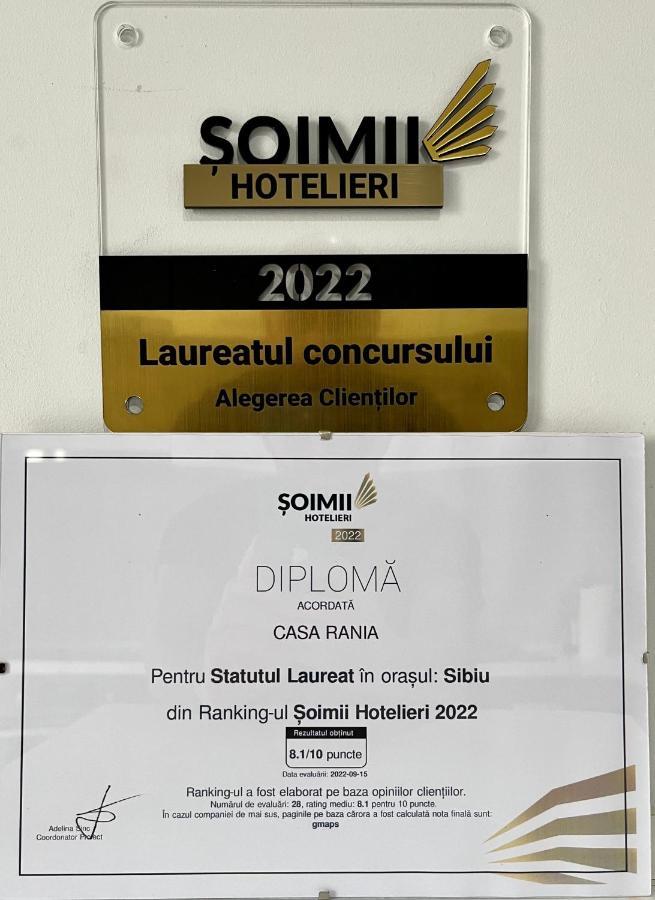 ȘOIMII
HOTELIERI
2022
Laureatul concursului
Alegerea Clienților
ȘOIMII
HOTELIERI
2022
DIPLOMĂ
ACORDATĂ
CASA RANIA
Pentru Statutul Laureat în orașul: Sibiu
din Ranking-ul Șoimii Hotelieri 2022
Rezultatul obținut
8.1/10 puncte
Data evaluării: 2022-09-15
Ranking-ul a fost elaborat pe baza opiniilor clienților.
Numărul de evaluări: 28, rating mediu: 8.1 pentru 10 puncte.
În cazul companiei de mai sus, paginile pe baza cărora a fost calculată nota finală sunt:
gmaps
Adelina
Coordonator Proiect